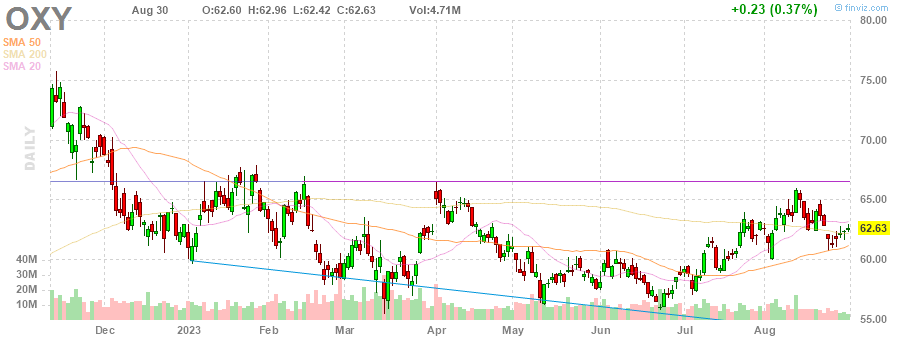 OXY Aug 30 O:62.60 H:62.96 L:62.42 C:62.63 Vol:4.71M +0.23 (0.37%) finviz.com
SMA 50
SMA 200
SMA 20
DAILY
80.00
75.00
70.00
65.00
62.63
60.00
55.00
40M
30M
20M
10M
Dec 2023 Feb Mar Apr May Jun Jul Aug